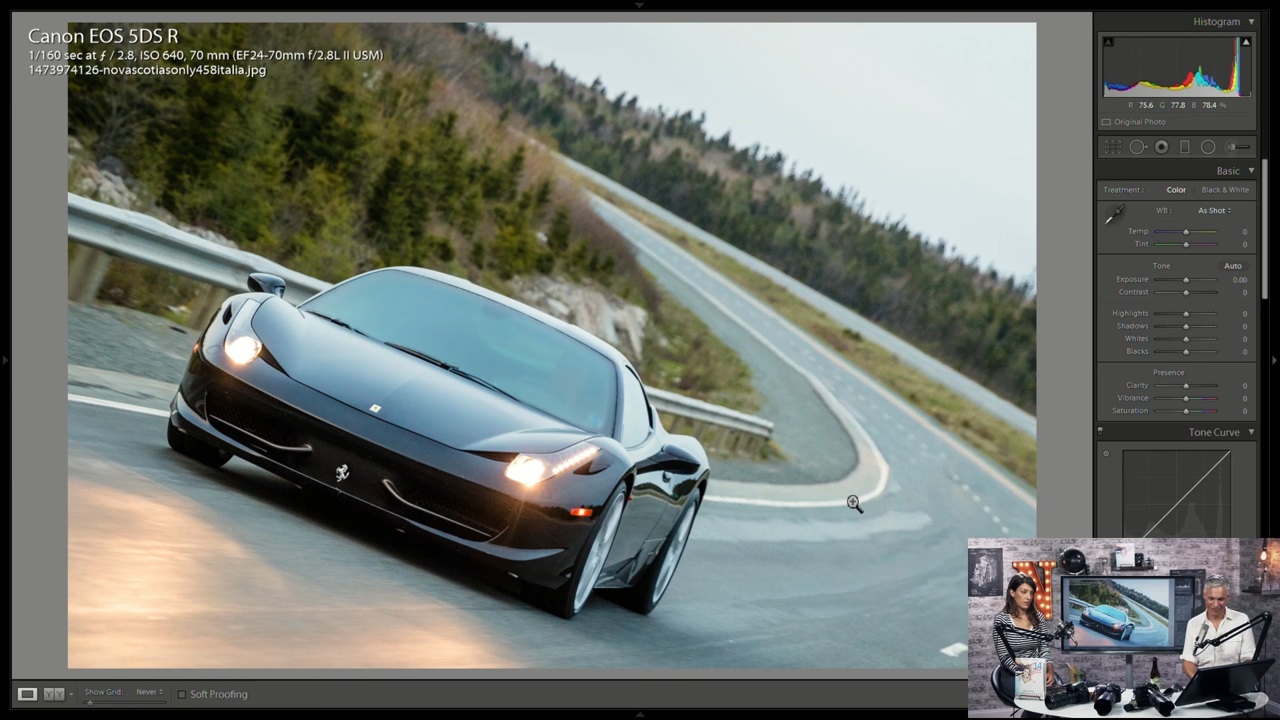 Canon EOS 5DS R
1/160 sec at ƒ / 2.8, ISO 640, 70 mm (EF24-70mm f/2.8L II USM)
1473974126-novascotiasonly458italia.jpg
Histogram
R 75.6 G 77.8 B 78.4 %
Original Photo
Basic
Treatment : Color Black & White
WB : As Shot
Temp 0
Tint 0
Tone Auto
Exposure 0.00
Contrast 0
Highlights 0
Shadows 0
Whites 0
Blacks 0
Presence
Clarity 0
Vibrance 0
Saturation 0
Tone Curve
N
Y Y Show Grid: Never Soft Proofing